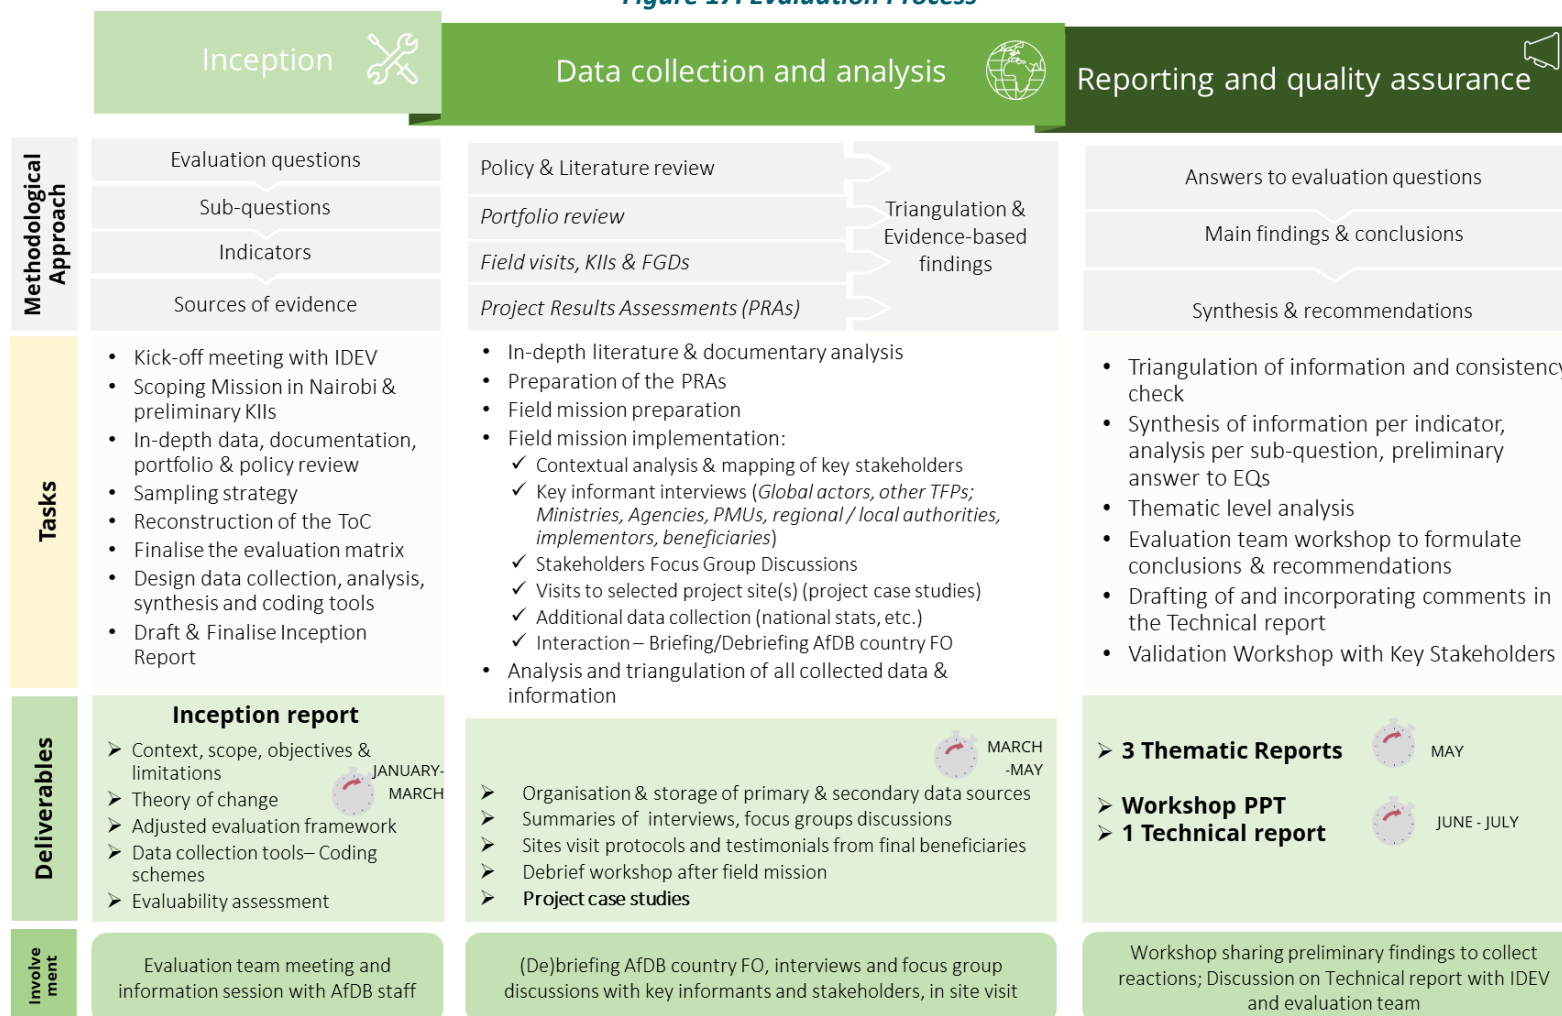 Figure 17: Evaluation Process
Inception
Data collection and analysis
Reporting and quality assurance
Methodological
Approach
Evaluation questions
Sub-questions
Indicators
Sources of evidence
Policy & Literature review
Portfolio review
Field visits, KIIs & FGDs
Project Results Assessments (PRAs)
Triangulation &
Evidence-based
findings
Answers to evaluation questions
Main findings & conclusions
Synthesis & recommendations
Tasks
• Kick-off meeting with IDEV
• Scoping Mission in Nairobi &
preliminary KIIs
• In-depth data, documentation,
portfolio & policy review
• Sampling strategy
• Reconstruction of the ToC
• Finalise the evaluation matrix
• Design data collection, analysis,
synthesis and coding tools
• Draft & Finalise Inception
Report
• In-depth literature & documentary analysis
• Preparation of the PRAs
• Field mission preparation
• Field mission implementation:
✓ Contextual analysis & mapping of key stakeholders
✓ Key informant interviews (Global actors, other TFPs;
Ministries, Agencies, PMUs, regional / local authorities,
implementors, beneficiaries)
✓ Stakeholders Focus Group Discussions
✓ Visits to selected project site(s) (project case studies)
✓ Additional data collection (national stats, etc.)
✓ Interaction – Briefing/Debriefing AfDB country FO
• Analysis and triangulation of all collected data &
information
• Triangulation of information and consistency
check
• Synthesis of information per indicator,
analysis per sub-question, preliminary
answer to EQs
• Thematic level analysis
• Evaluation team workshop to formulate
conclusions & recommendations
• Drafting of and incorporating comments in
the Technical report
• Validation Workshop with Key Stakeholders
Deliverables
Inception report
➢ Context, scope, objectives &
limitations
➢ Theory of change
➢ Adjusted evaluation framework
➢ Data collection tools– Coding
schemes
➢ Evaluability assessment
JANUARY-
MARCH
MARCH
-MAY
➢ Organisation & storage of primary & secondary data sources
➢ Summaries of interviews, focus groups discussions
➢ Sites visit protocols and testimonials from final beneficiaries
➢ Debrief workshop after field mission
➢ Project case studies
➢ 3 Thematic Reports
MAY
➢ Workshop PPT
➢ 1 Technical report
JUNE - JULY
Involve
ment
Evaluation team meeting and
information session with AfDB staff
(De)briefing AfDB country FO, interviews and focus group
discussions with key informants and stakeholders, in site visit
Workshop sharing preliminary findings to collect
reactions; Discussion on Technical report with IDEV
and evaluation team